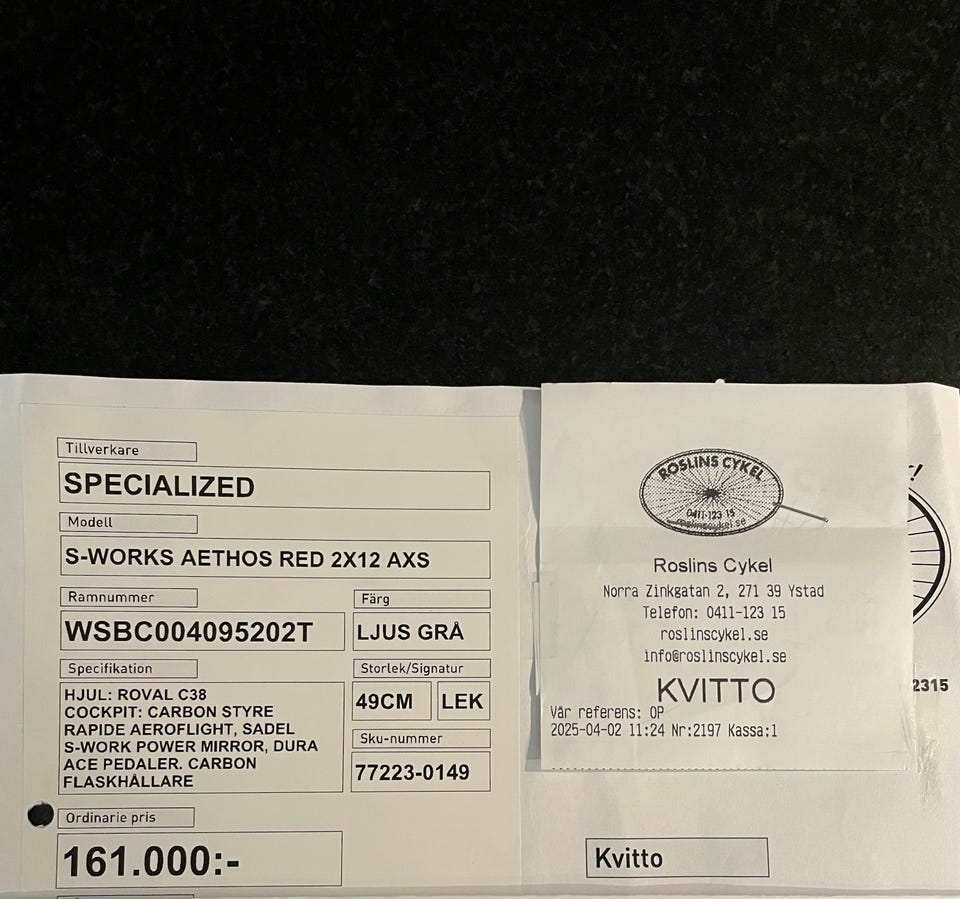 Tillverkare
SPECIALIZED
Modell
S-WORKS AETHOS RED 2X12 AXS
Ramnummer
WSBC004095202T
Färg
LJUS GRÅ
Specifikation
HJUL: ROVAL C38
COCKPIT: CARBON STYRE
RAPIDE AEROFLIGHT, SADEL
S-WORK POWER MIRROR, DURA
ACE PEDALER. CARBON
FLASKHÅLLARE
Storlek/Signatur
49CM
LEK
Sku-nummer
77223-0149
Ordinarie pris
161.000:-
ROSLINS CYKEL
0411-123 15
roslinscykel.se
Roslins Cykel
Norra Zinkgatan 2, 271 39 Ystad
Telefon: 0411-123 15
roslinscykel.se
info@roslinscykel.se
KVITTO
Vår referens: OP
2025-04-02 11:24 Nr:2197 Kassa:1
!
2315
Kvitto